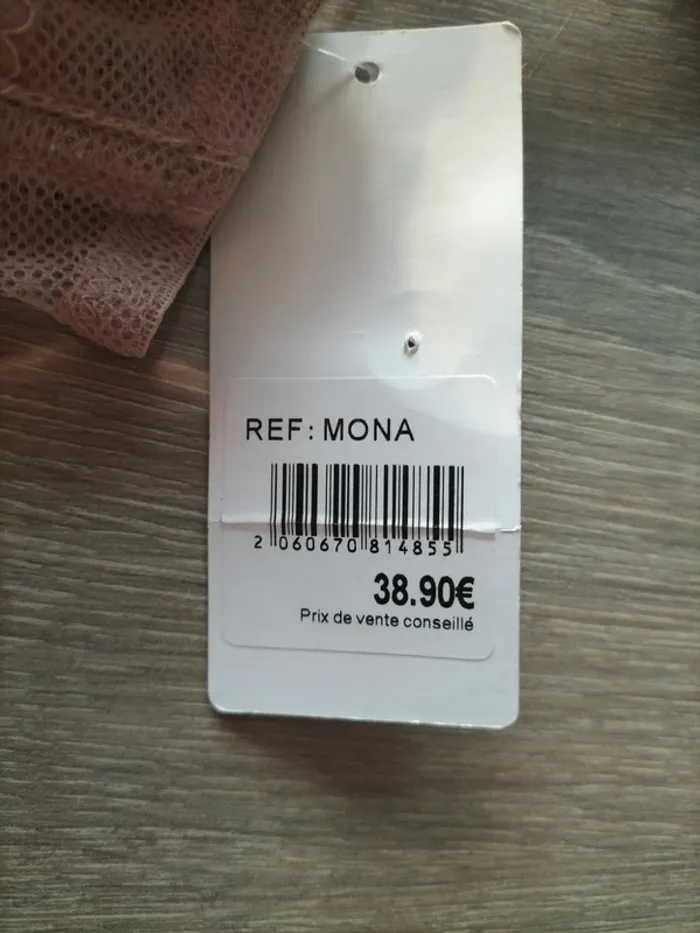 REF: MONA
2 060670 814855
38.90€
Prix de vente conseillé